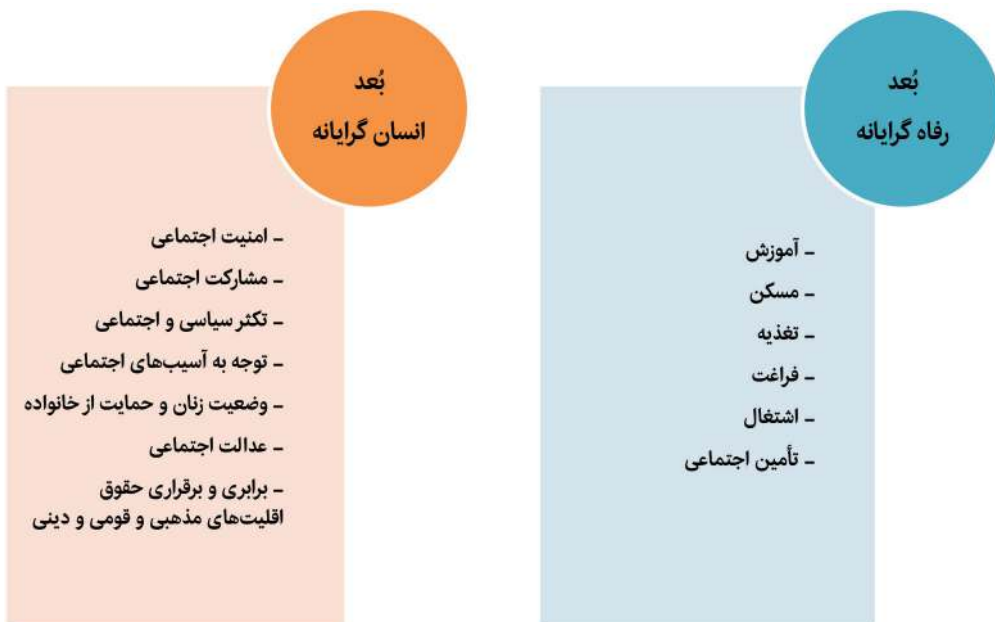 بُعد
رفاه گرایانه
- آموزش
- مسکن
- تغذیه
- فراغت
- اشتغال
- تأمین اجتماعی
بُعد
انسان گرایانه
- امنیت اجتماعی
- مشارکت اجتماعی
- تکثر سیاسی و اجتماعی
- توجه به آسیب‌های اجتماعی
- وضعیت زنان و حمایت از خانواده
- عدالت اجتماعی
- برابری و برقراری حقوق
اقلیت‌های مذهبی و قومی و دینی